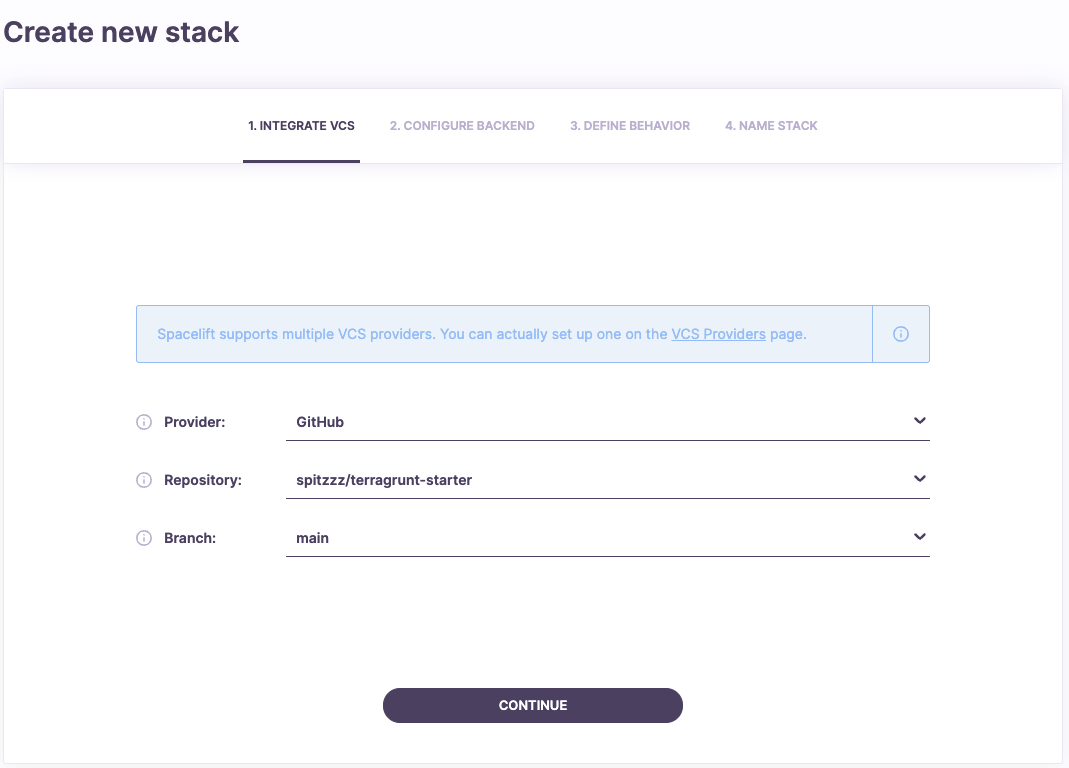 Create new stack
1. INTEGRATE VCS
2. CONFIGURE BACKEND
3. DEFINE BEHAVIOR
4. NAME STACK
Spacelift supports multiple VCS providers. You can actually set up one on the VCS Providers page.
Provider: GitHub
Repository: spitzzz/terragrunt-starter
Branch: main
CONTINUE